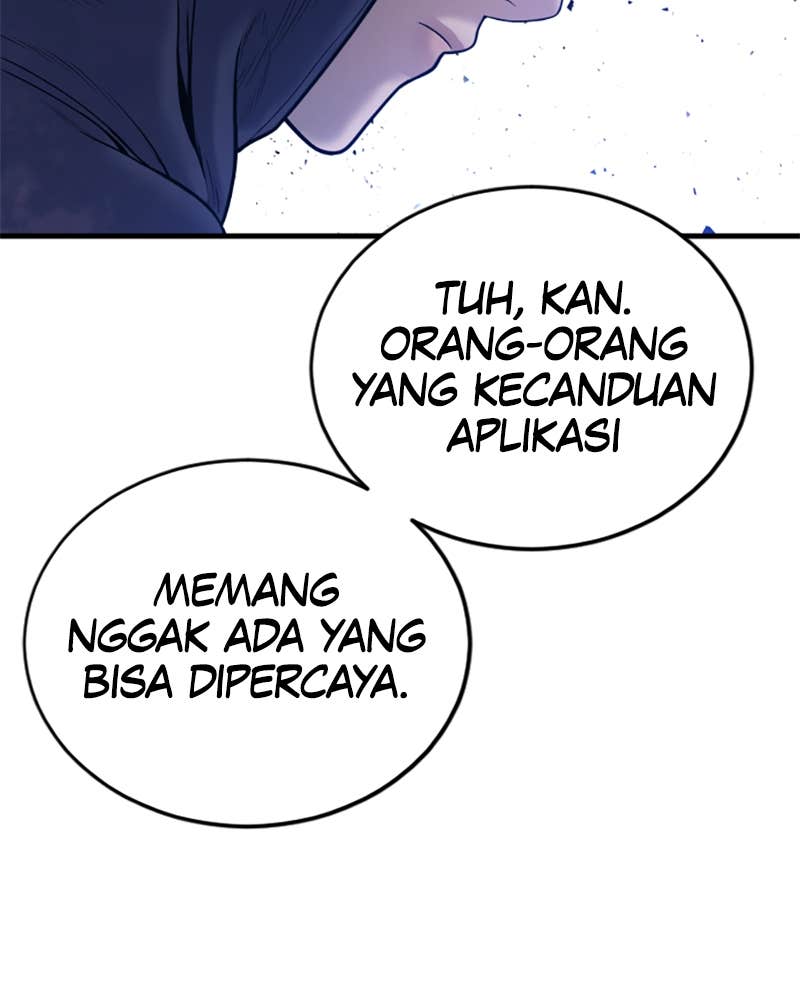 TUH, KAN.
ORANG-ORANG
YANG KECANDUAN
APLIKASI
MEMANG
NGGAK ADA YANG
BISA DIPERCAYA.